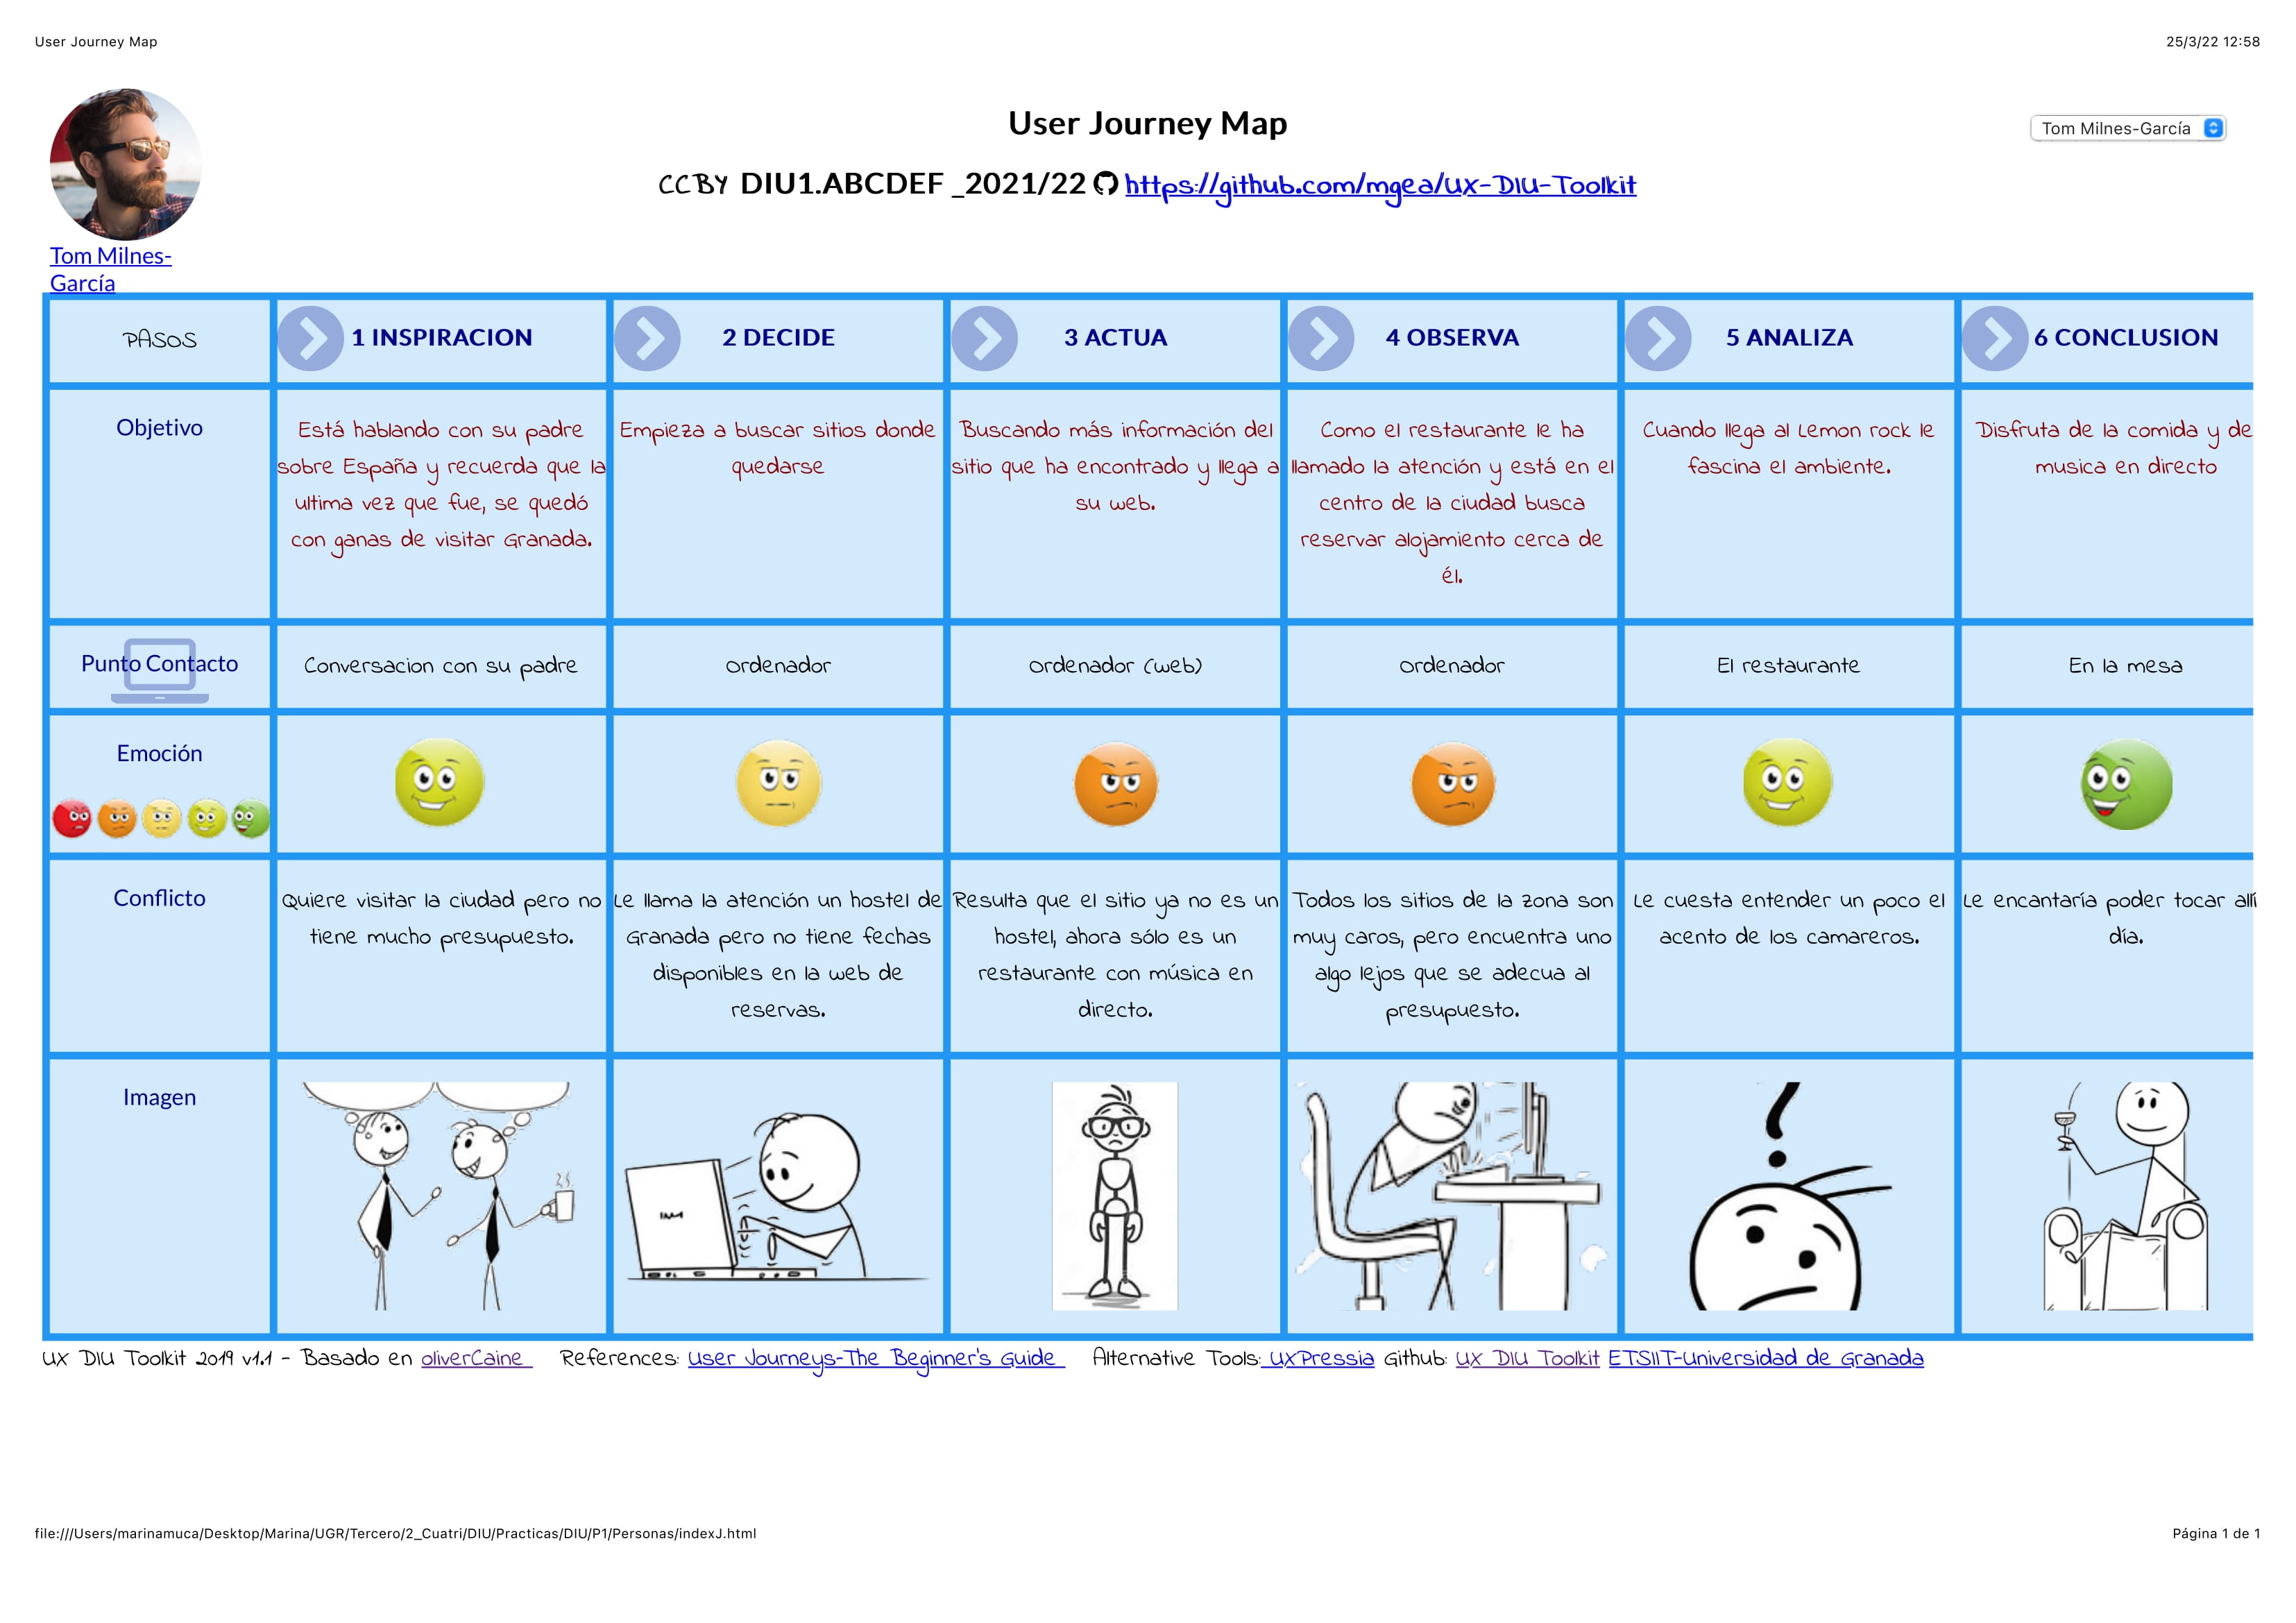 User Journey Map
25/3/22 12:58
User Journey Map
Tom Milnes-García
CCBY DIU1.ABCDEF _2021/22 https://github.com/mgea/UX-DIU-Toolkit
Tom Milnes-
García
PASOS
1 INSPIRACION
2 DECIDE
3 ACTUA
4 OBSERVA
5 ANALIZA
6 CONCLUSION
Objetivo
Está hablando con su padre
sobre España y recuerda que la
ultima vez que fue, se quedó
con ganas de visitar Granada.
Empieza a buscar sitios donde
quedarse
Buscando más información del
sitio que ha encontrado y llega a
su web.
Como el restaurante le ha
llamado la atención y está en el
centro de la ciudad busca
reservar alojamiento cerca de
él.
Cuando llega al Lemon rock le
fascina el ambiente.
Disfruta de la comida y de
musica en directo
Punto Contacto
Conversacion con su padre
Ordenador
Ordenador (web)
Ordenador
El restaurante
En la mesa
Emoción
Conflicto
Quiere visitar la ciudad pero no
tiene mucho presupuesto.
Le llama la atención un hostel de
Granada pero no tiene fechas
disponibles en la web de
reservas.
Resulta que el sitio ya no es un
hostel, ahora sólo es un
restaurante con música en
directo.
Todos los sitios de la zona son
muy caros, pero encuentra uno
algo lejos que se adecua al
presupuesto.
Le cuesta entender un poco el
acento de los camareros.
Le encantaría poder tocar allí
día.
Imagen
UX DIU Toolkit 2019 v1.1 - Basado en oliverCaine References: User Journeys-The Beginner's Guide Alternative Tools: UXPressia Github: UX DIU Toolkit ETSIIT-Universidad de Granada
file:///Users/marinamuca/Desktop/Marina/UGR/Tercero/2_Cuatri/DIU/Practicas/DIU/P1/Personas/indexJ.html
Página 1 de 1